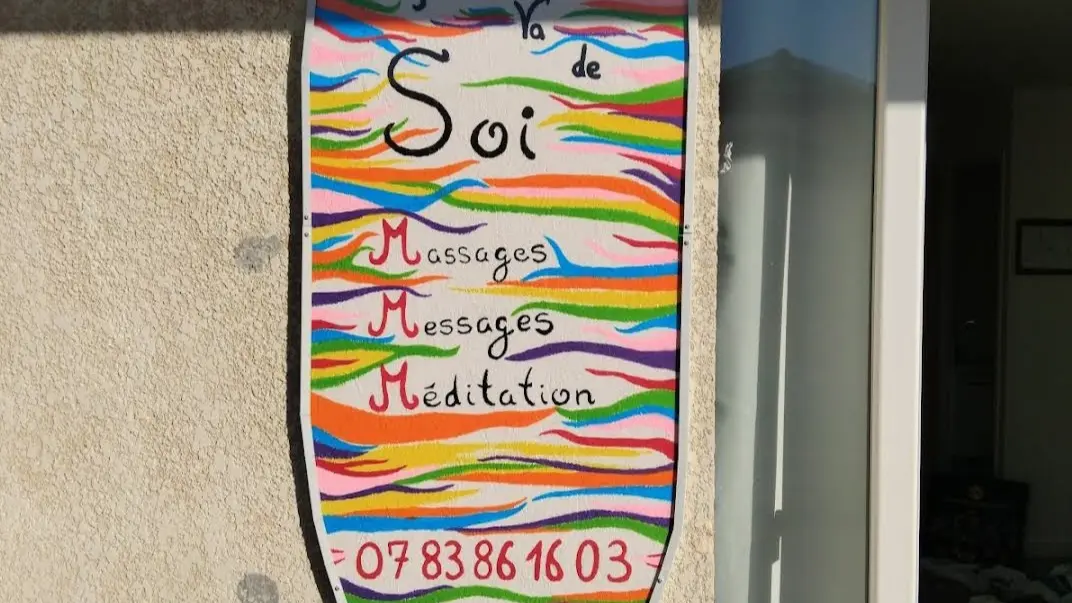 Va
de
Soi
Massages
Messages
Méditation
07 83 86 16 03